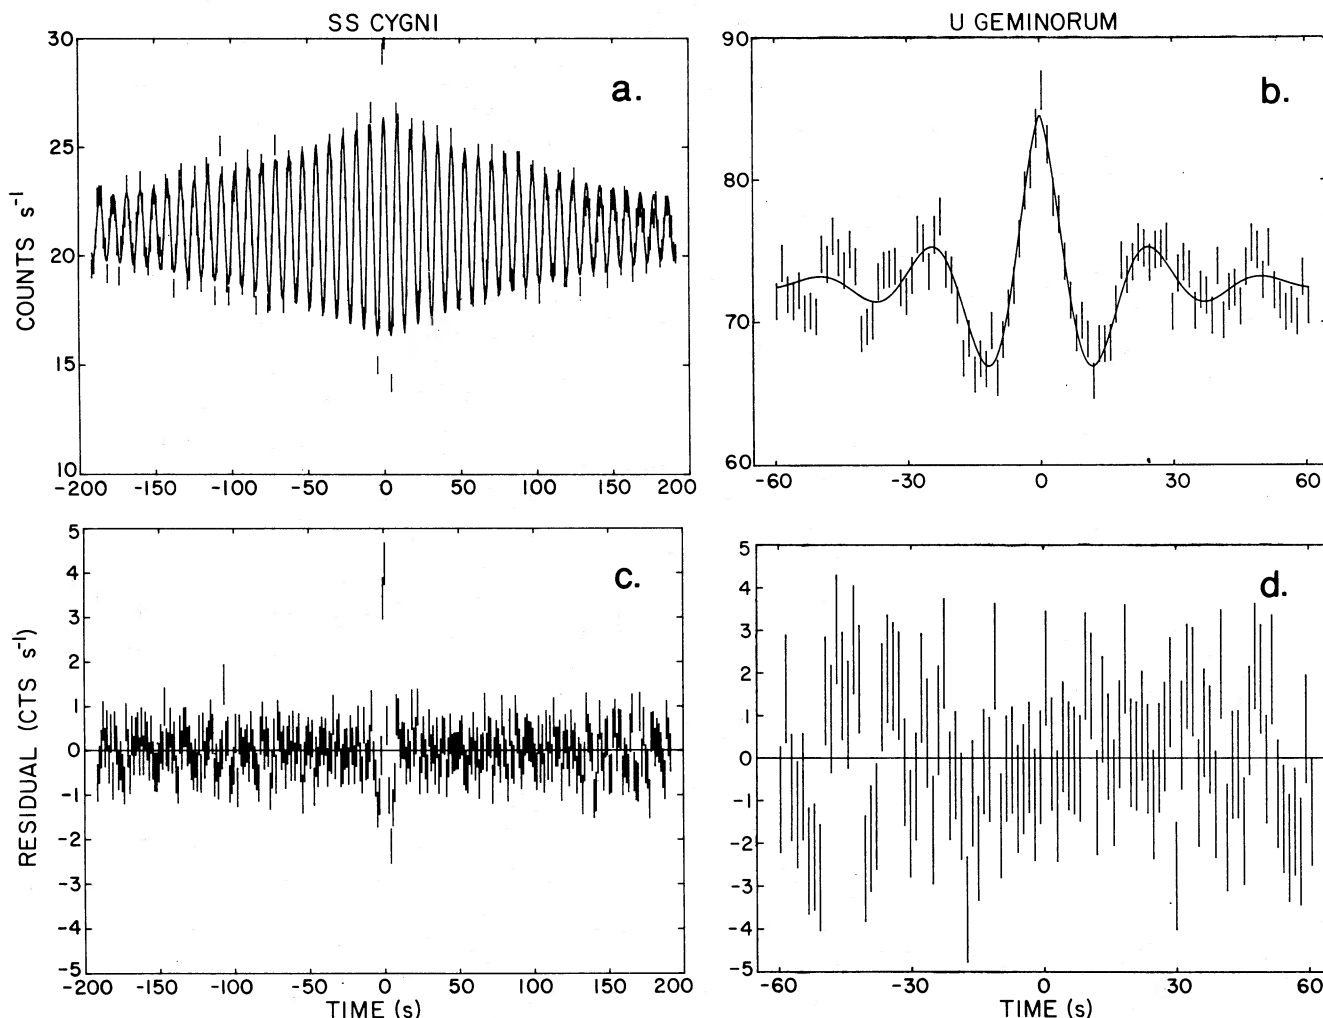 SS CYGNI
U GEMINORUM
30
25
20
15
10
COUNTS s⁻¹
a.
-200 -150 -100 -50 0 50 100 150 200
90
80
70
60
b.
-60 -30 0 30 60
5
4
3
2
1
0
-1
-2
-3
-4
-5
RESIDUAL (CTS s⁻¹)
c.
-200 -150 -100 -50 0 50 100 150 200
TIME (s)
5
4
3
2
1
0
-1
-2
-3
-4
-5
d.
-60 -30 0 30 60
TIME (s)